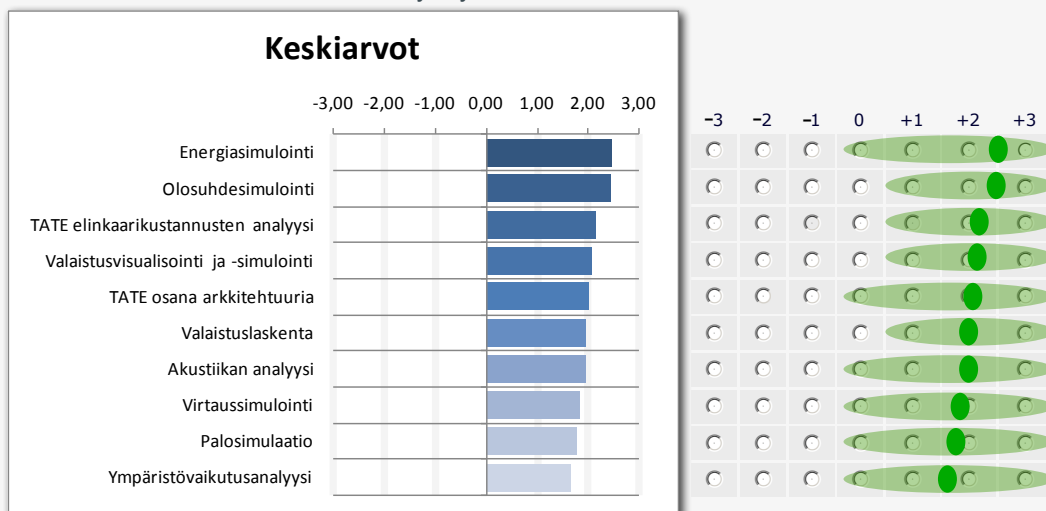 Keskiarvot
-3,00 -2,00 -1,00 0,00 1,00 2,00 3,00
-3 -2 -1 0 +1 +2 +3
Energiasimulointi
Olosuhdesimulointi
TATE elinkaarikustannusten analyysi
Valaistusvisualisointi ja -simulointi
TATE osana arkkitehtuuria
Valaistuslaskenta
Akustiikan analyysi
Virtaussimulointi
Palosimulaatio
Ympäristövaikutusanalyysi